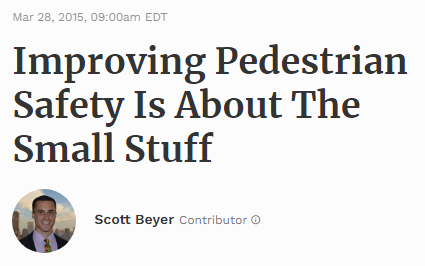 Mar 28, 2015, 09:00am EDT
Improving Pedestrian
Safety Is About The
Small Stuff
Scott Beyer Contributor